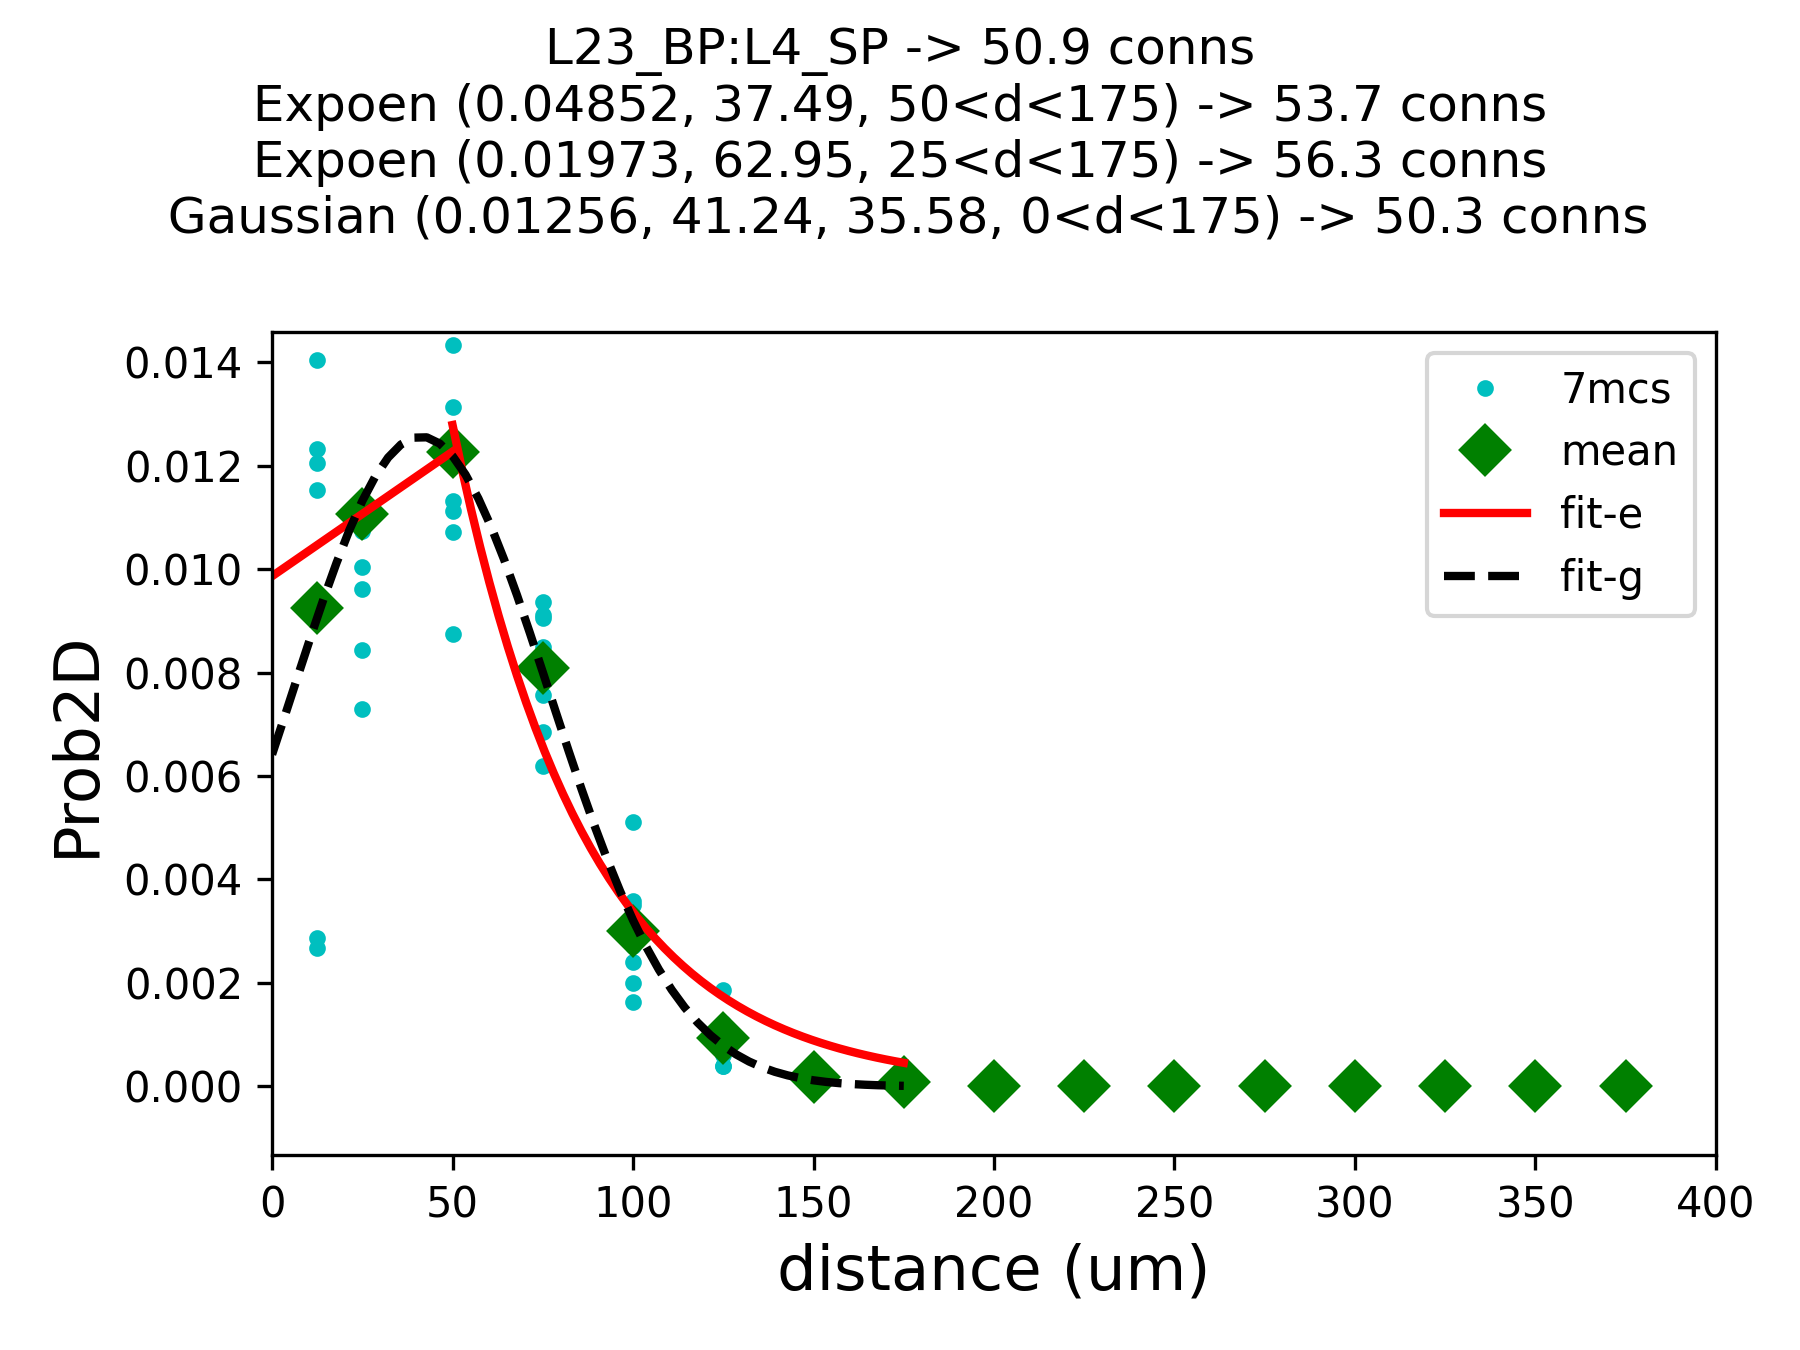 L23_BP:L4_SP -> 50.9 conns
Expoen (0.04852, 37.49, 50<d<175) -> 53.7 conns
Expoen (0.01973, 62.95, 25<d<175) -> 56.3 conns
Gaussian (0.01256, 41.24, 35.58, 0<d<175) -> 50.3 conns
0.014
0.012
0.010
0.008
0.006
0.004
0.002
0.000
Prob2D
7mcs
mean
fit-e
fit-g
0 50 100 150 200 250 300 350 400
distance (um)